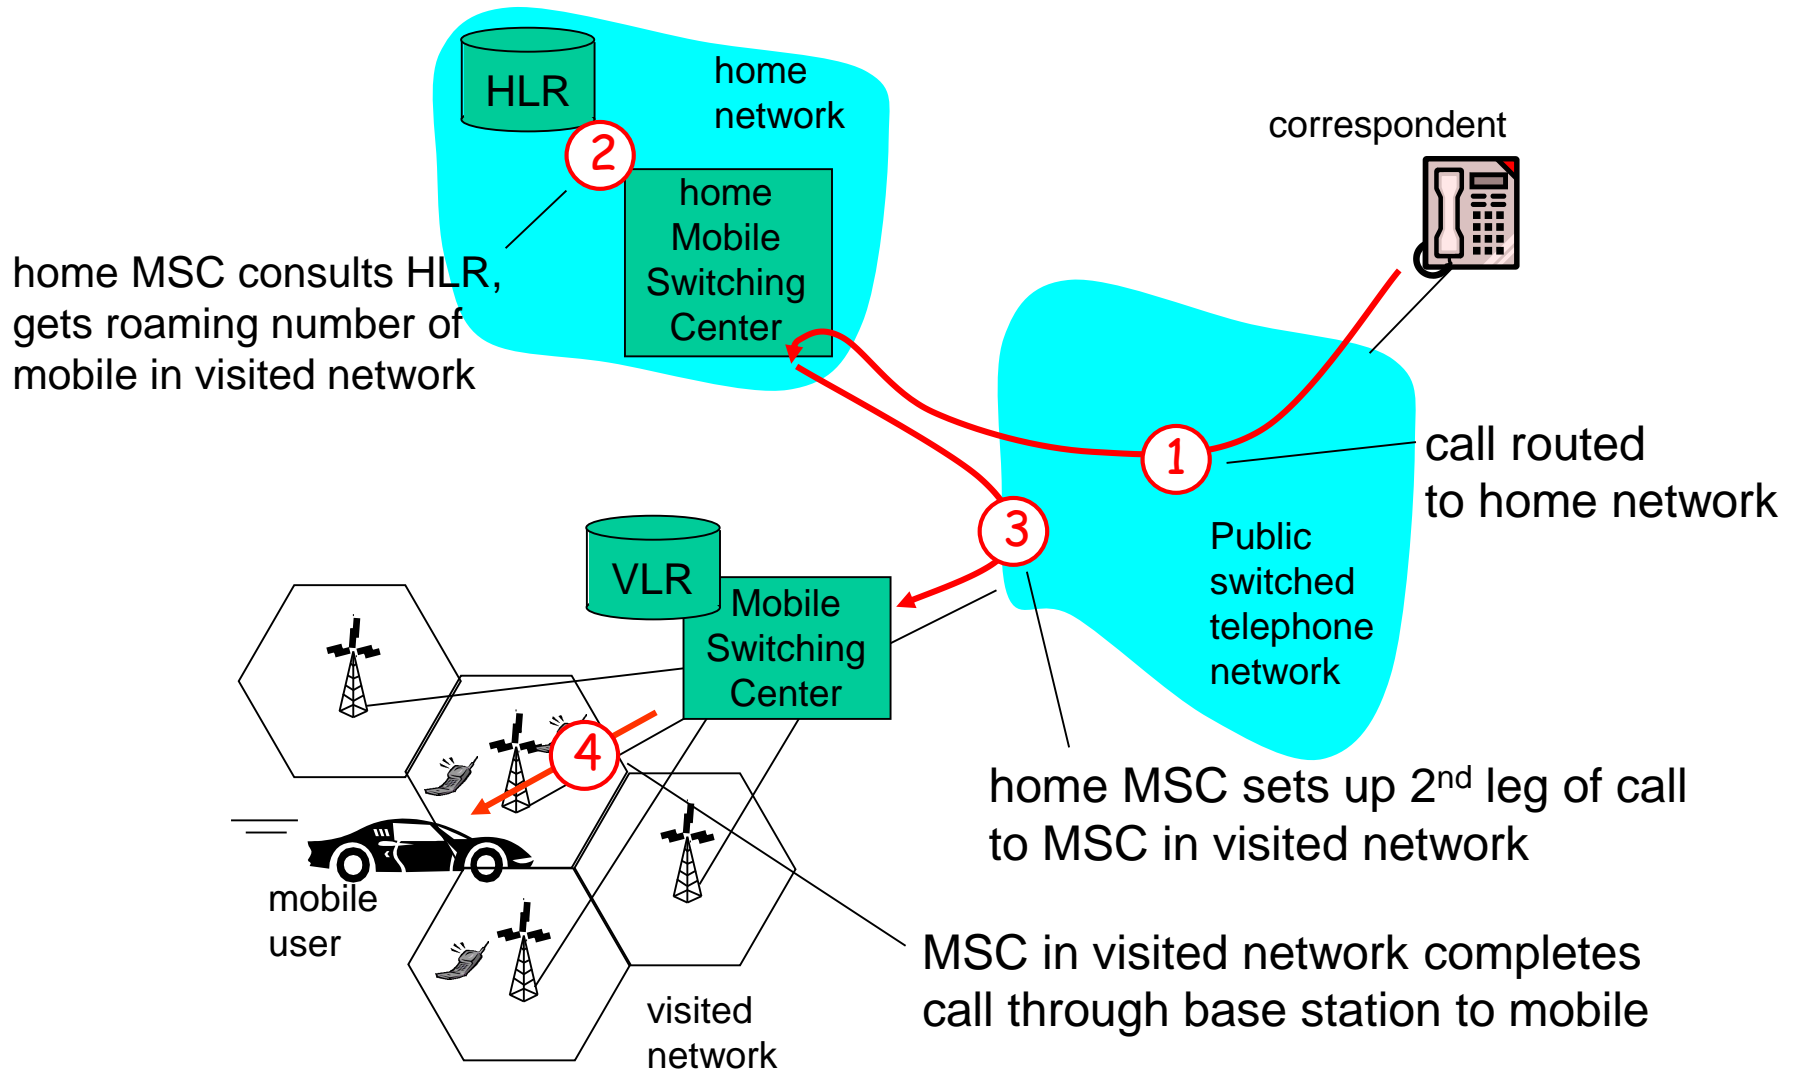 HLR
home
network
2
home
Mobile
Switching
Center
correspondent
home MSC consults HLR,
gets roaming number of
mobile in visited network
1
call routed
to home network
3
Public
switched
telephone
network
VLR
Mobile
Switching
Center
4
home MSC sets up 2nd leg of call
to MSC in visited network
mobile
user
MSC in visited network completes
call through base station to mobile
visited
network